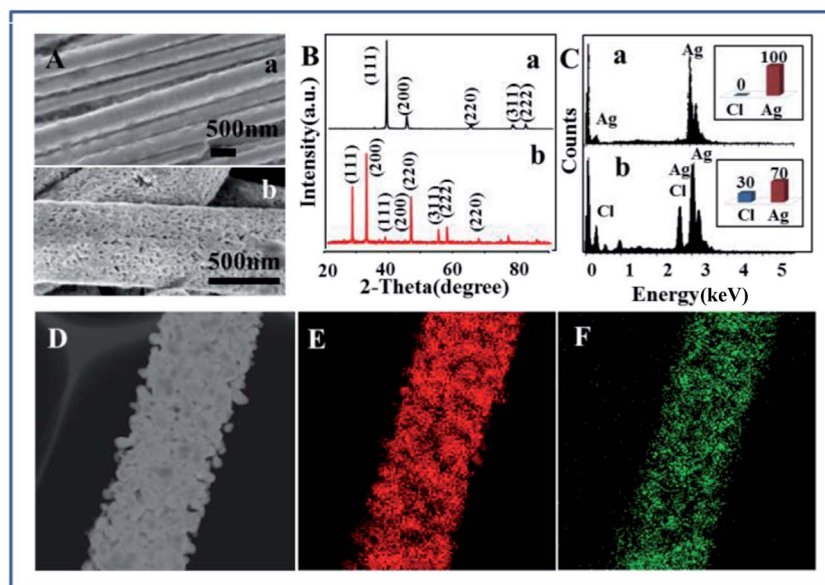 A
a
500nm
b
500nm
B
a
(111)
(200)
(220)
(311)
(222)
b
(111)
(200)
(111)
(200)
(220)
(311)
(222)
(220)
Intensity(a.u.)
20 40 60 80
2-Theta(degree)
C
a
Ag
Ag
0
100
Cl Ag
b
Cl
Ag
Cl
Ag
30
70
Cl Ag
Counts
0 1 2 3 4 5
Energy(keV)
D
E
F